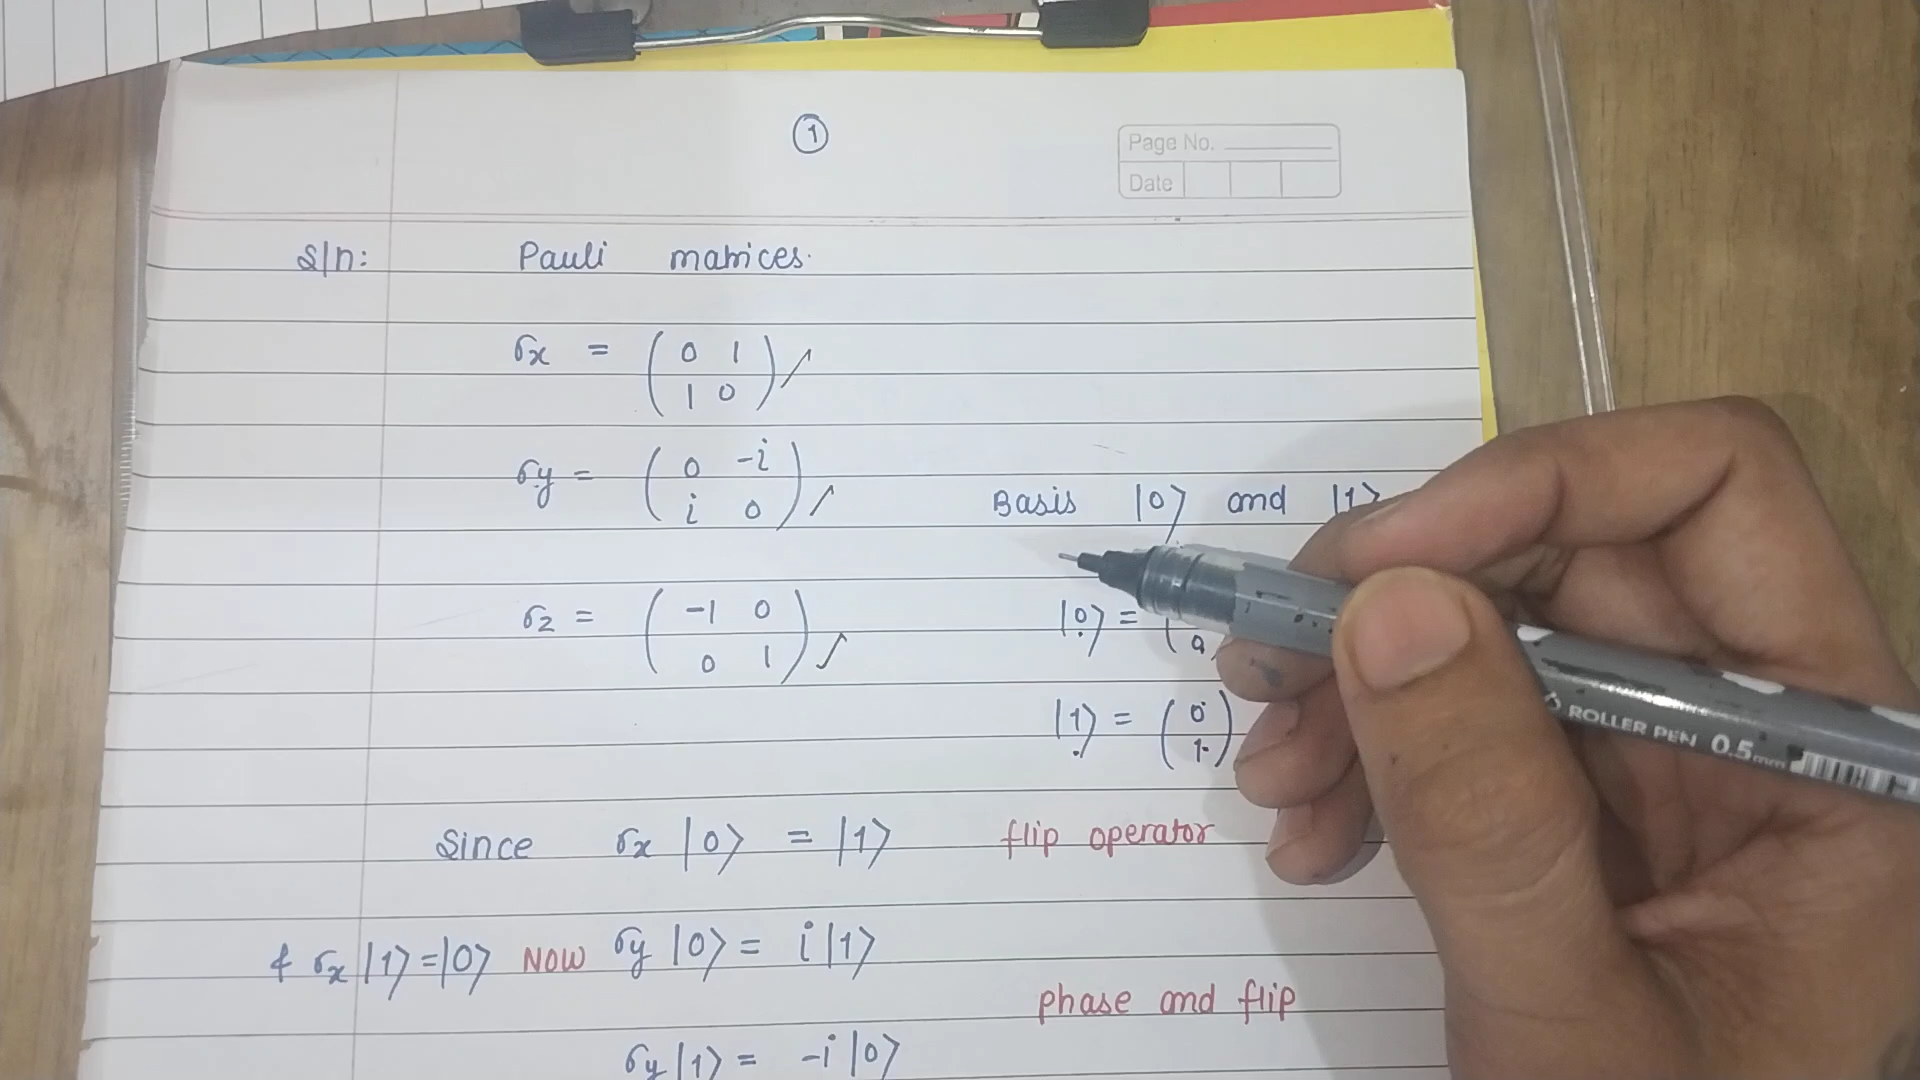 1
Page No.
Date
S/n: Pauli matrices.
σx = ( 0 1
1 0 )
σy = ( 0 -i
i 0 )
Basis |0⟩ and |1⟩
σz = ( -1 0
0 1 )
|0⟩ =
|1⟩ = ( 0
1 )
ROLLER PEN 0.5mm
Since σx |0⟩ = |1⟩ flip operator
& σx |1⟩=|0⟩ NOW σy |0⟩ = i |1⟩
phase and flip
σy |1⟩ = -i |0⟩